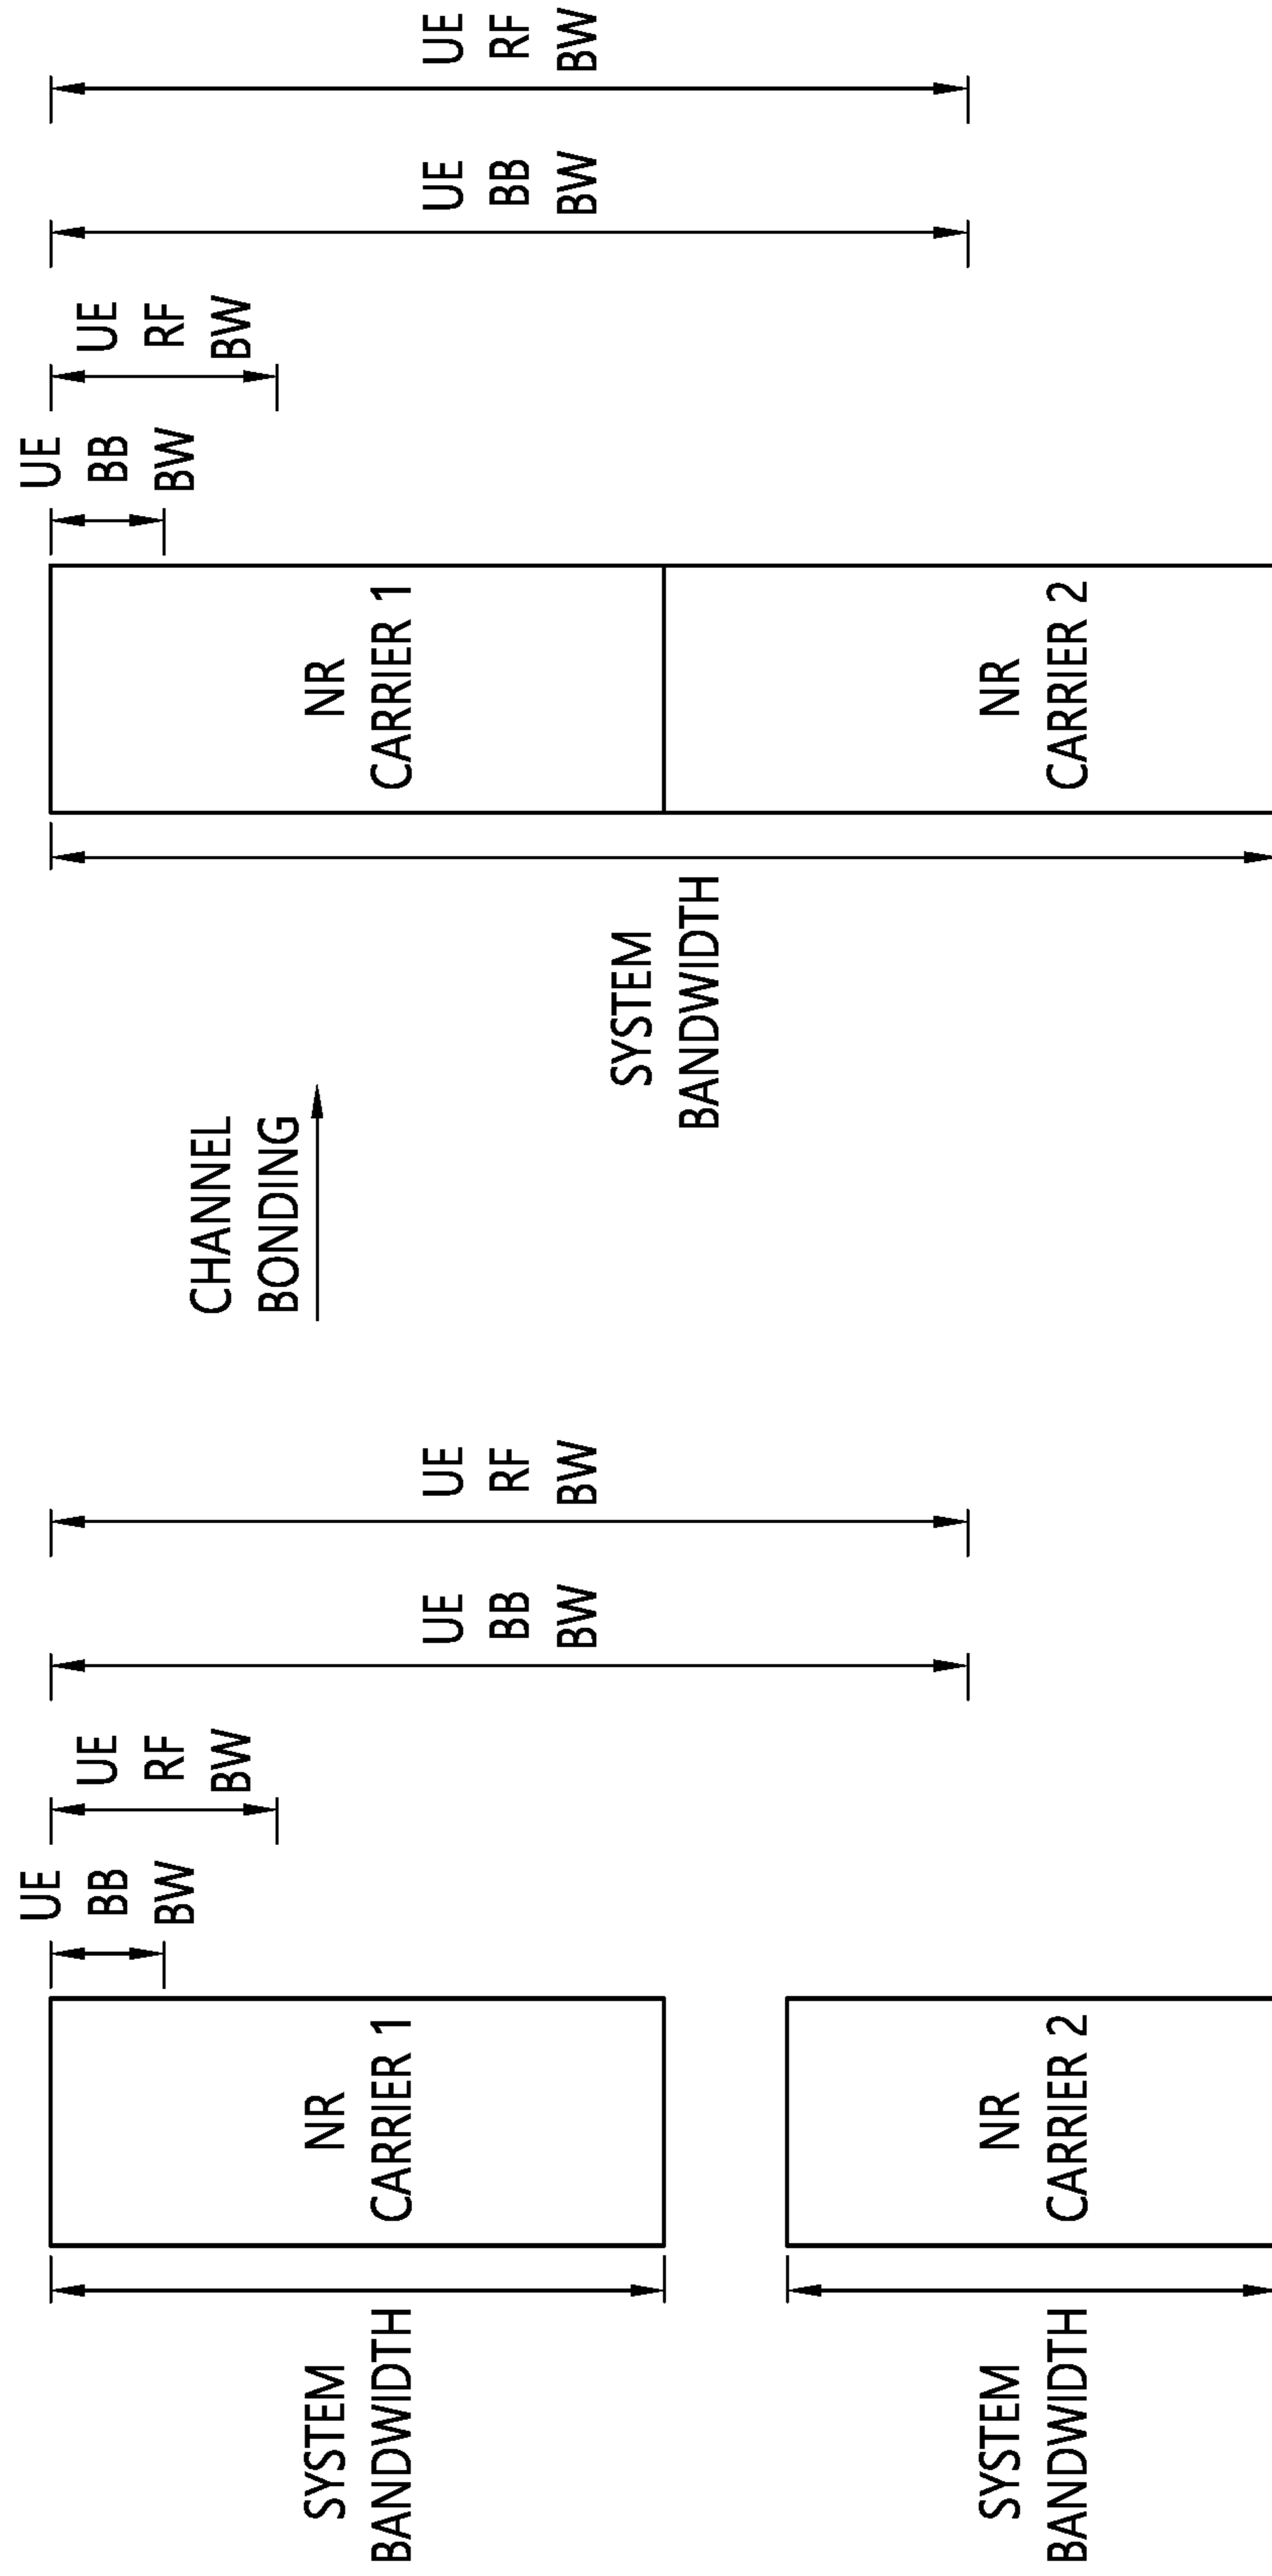 SYSTEM
BANDWIDTH
NR
CARRIER 1
UE
BB
BW
UE
RF
BW
UE
BB
BW
UE
RF
BW
SYSTEM
BANDWIDTH
NR
CARRIER 2
CHANNEL
BONDING
SYSTEM
BANDWIDTH
NR
CARRIER 1
NR
CARRIER 2
UE
BB
BW
UE
RF
BW
UE
BB
BW
UE
RF
BW